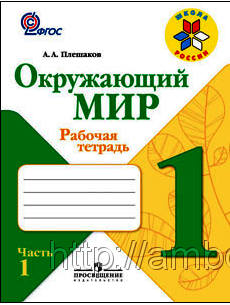 ФГОС
ШКОЛА
РОССИИ
А. А. Плешаков
Окружающий
МИР
Рабочая
тетрадь
1
Часть
1
ПРОСВЕЩЕНИЕ
ИЗДАТЕЛЬСТВО
http://ambo